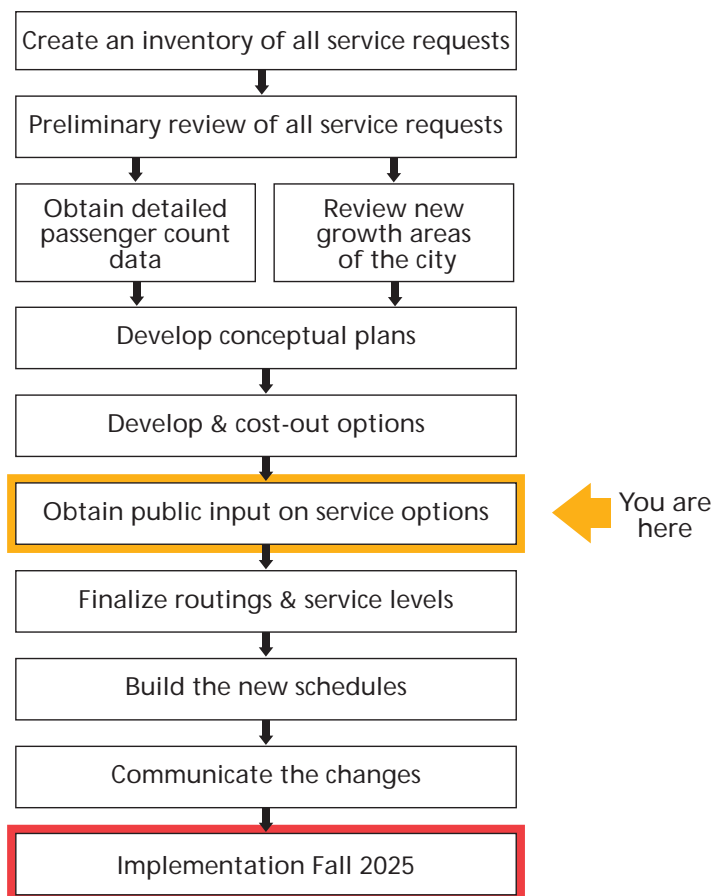 Create an inventory of all service requests
Preliminary review of all service requests
Obtain detailed
passenger count
data
Review new
growth areas
of the city
Develop conceptual plans
Develop & cost-out options
Obtain public input on service options
You are
here
Finalize routings & service levels
Build the new schedules
Communicate the changes
Implementation Fall 2025